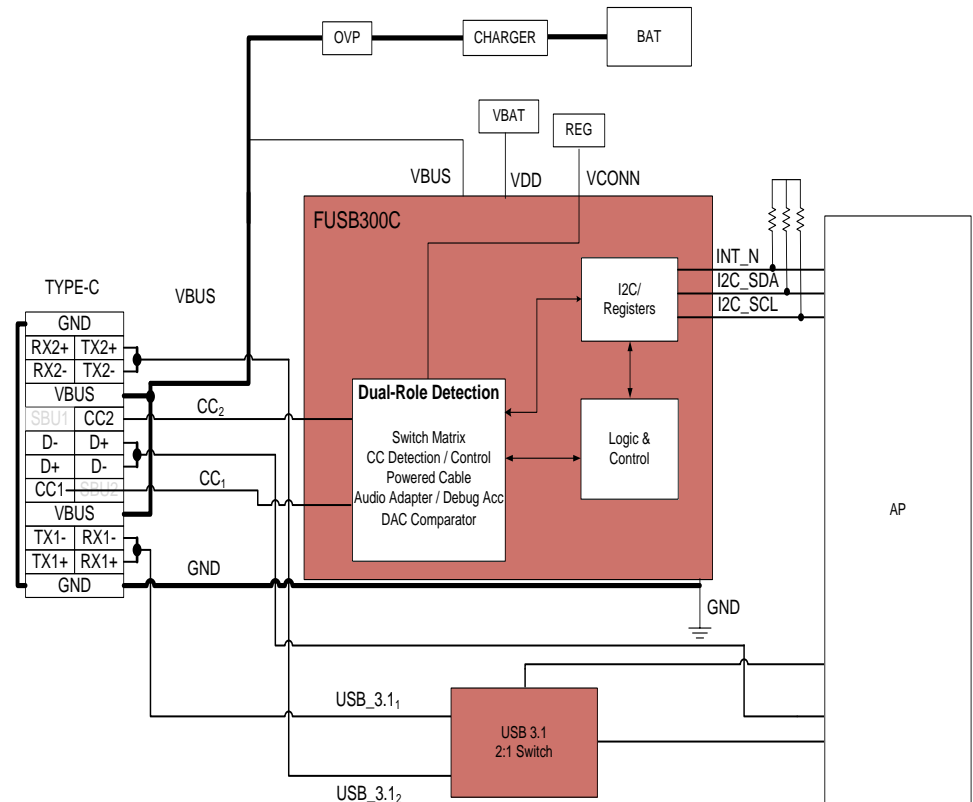 OVP
CHARGER
BAT
VBAT
REG
VBUS
VDD
VCONN
FUSB300C
INT_N
I2C_SDA
I2C_SCL
I2C/
Registers
TYPE-C
VBUS
GND
RX2+ TX2+
RX2- TX2-
VBUS
SBU1 CC2
D- D+
D+ D-
CC1 SBU2
VBUS
TX1- RX1-
TX1+ RX1+
GND
CC₂
CC₁
GND
Dual-Role Detection
Switch Matrix
CC Detection / Control
Powered Cable
Audio Adapter / Debug Acc
DAC Comparator
Logic &
Control
AP
GND
USB_3.1₁
USB 3.1
2:1 Switch
USB_3.1₂